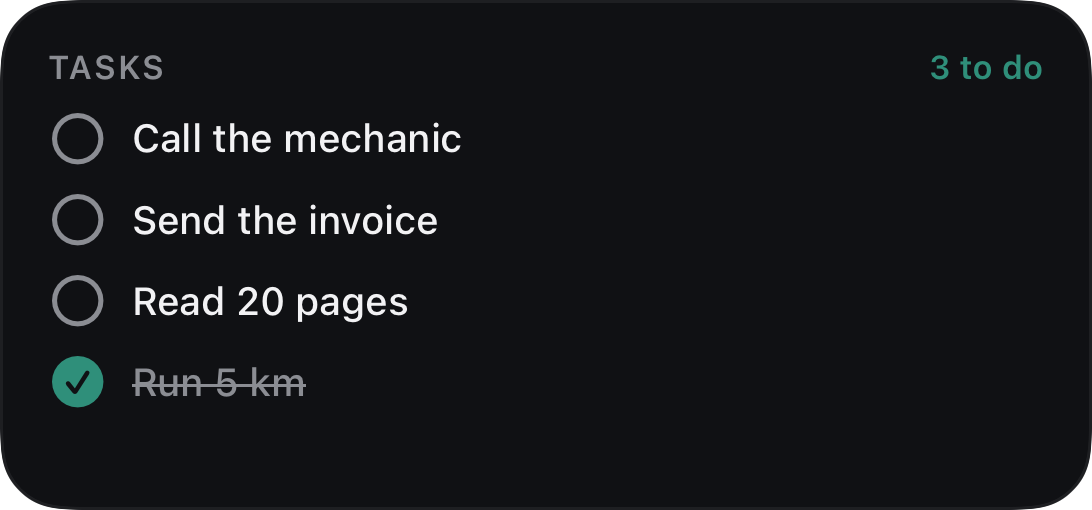 TASKS
3 to do
Call the mechanic
Send the invoice
Read 20 pages
Run 5 km